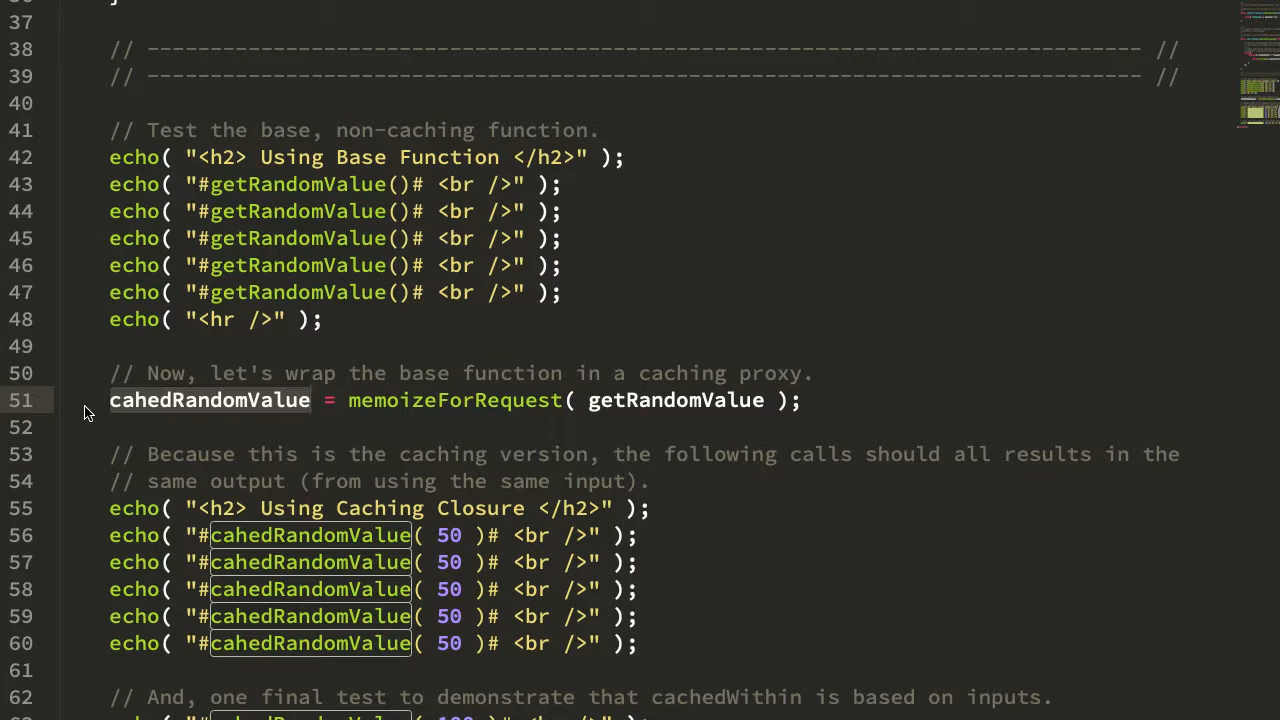 37
38 // ------------------------------------------------------------------------------- //
39 // ------------------------------------------------------------------------------- //
40
41 // Test the base, non-caching function.
42 echo( "<h2> Using Base Function </h2>" );
43 echo( "#getRandomValue()# <br />" );
44 echo( "#getRandomValue()# <br />" );
45 echo( "#getRandomValue()# <br />" );
46 echo( "#getRandomValue()# <br />" );
47 echo( "#getRandomValue()# <br />" );
48 echo( "<hr />" );
49
50 // Now, let's wrap the base function in a caching proxy.
51 cahedRandomValue = memoizeForRequest( getRandomValue );
52
53 // Because this is the caching version, the following calls should all results in the
54 // same output (from using the same input).
55 echo( "<h2> Using Caching Closure </h2>" );
56 echo( "#cahedRandomValue( 50 )# <br />" );
57 echo( "#cahedRandomValue( 50 )# <br />" );
58 echo( "#cahedRandomValue( 50 )# <br />" );
59 echo( "#cahedRandomValue( 50 )# <br />" );
60 echo( "#cahedRandomValue( 50 )# <br />" );
61
62 // And, one final test to demonstrate that cachedWithin is based on inputs.